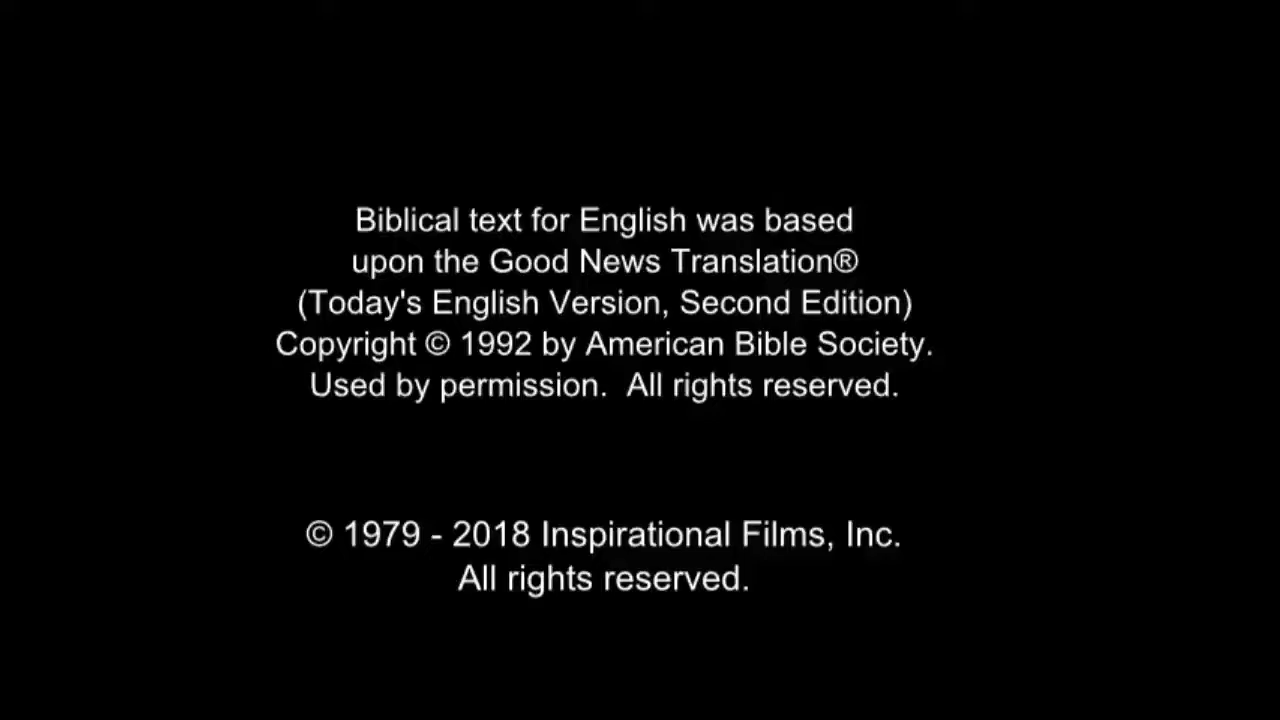 Biblical text for English was based
upon the Good News Translation®
(Today's English Version, Second Edition)
Copyright © 1992 by American Bible Society.
Used by permission.  All rights reserved.
© 1979 - 2018 Inspirational Films, Inc.
All rights reserved.